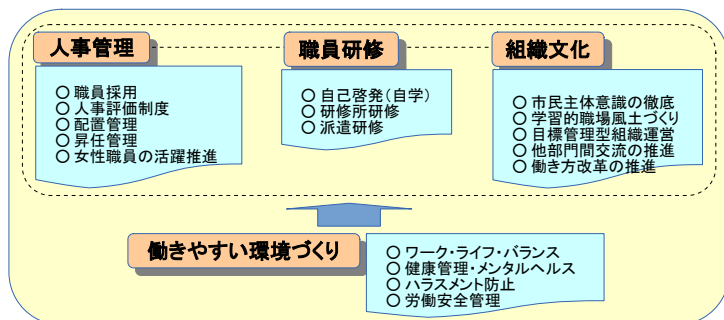 人事管理
○ 職員採用
○ 人事評価制度
○ 配置管理
○ 昇任管理
○ 女性職員の活躍推進
職員研修
○ 自己啓発(自学)
○ 研修所研修
○ 派遣研修
組織文化
○ 市民主体意識の徹底
○ 学習的職場風土づくり
○ 目標管理型組織運営
○ 他部門間交流の推進
○ 働き方改革の推進
働きやすい環境づくり
○ ワーク・ライフ・バランス
○ 健康管理・メンタルヘルス
○ ハラスメント防止
○ 労働安全管理